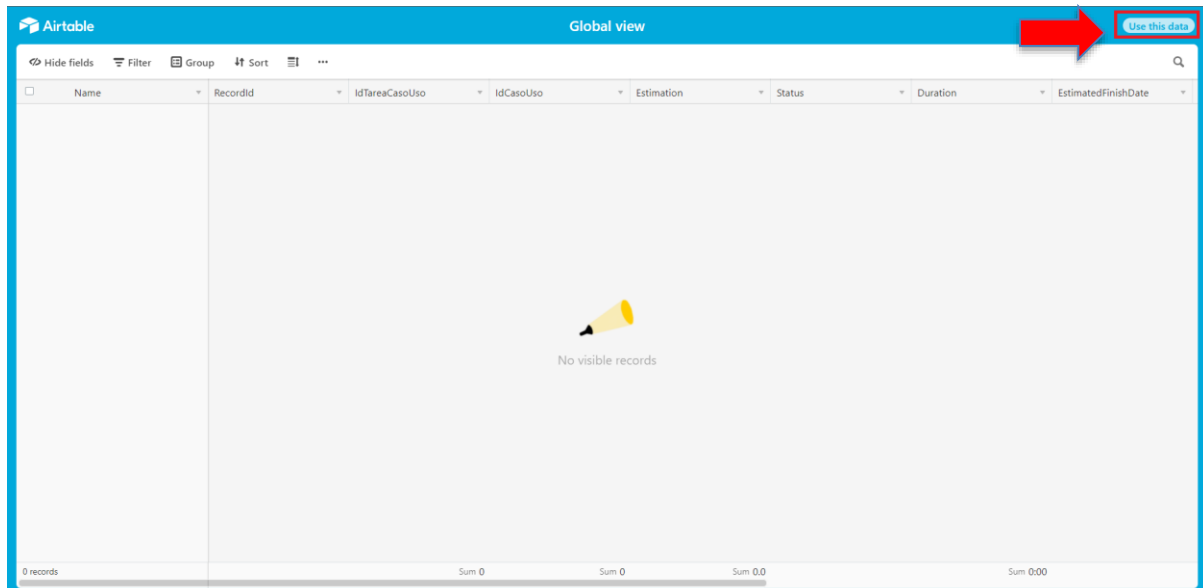 Airtable
Global view
Use this data
Hide fields Filter Group Sort ...
Name RecordId IdTareaCasoUso IdCasoUso Estimation Status Duration EstimatedFinishDate
No visible records
0 records Sum 0 Sum 0 Sum 0.0 Sum 0:00